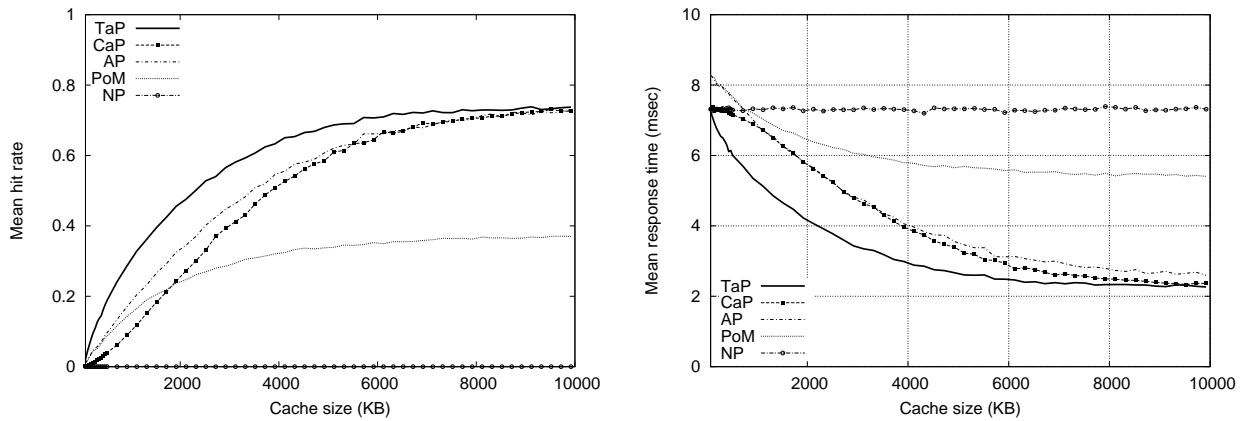 1
0.8
0.6
0.4
0.2
0
2000 4000 6000 8000 10000
Mean hit rate
Cache size (KB)
TaP
CaP
AP
PoM
NP
10
8
6
4
2
0
2000 4000 6000 8000 10000
Mean response time (msec)
Cache size (KB)
TaP
CaP
AP
PoM
NP